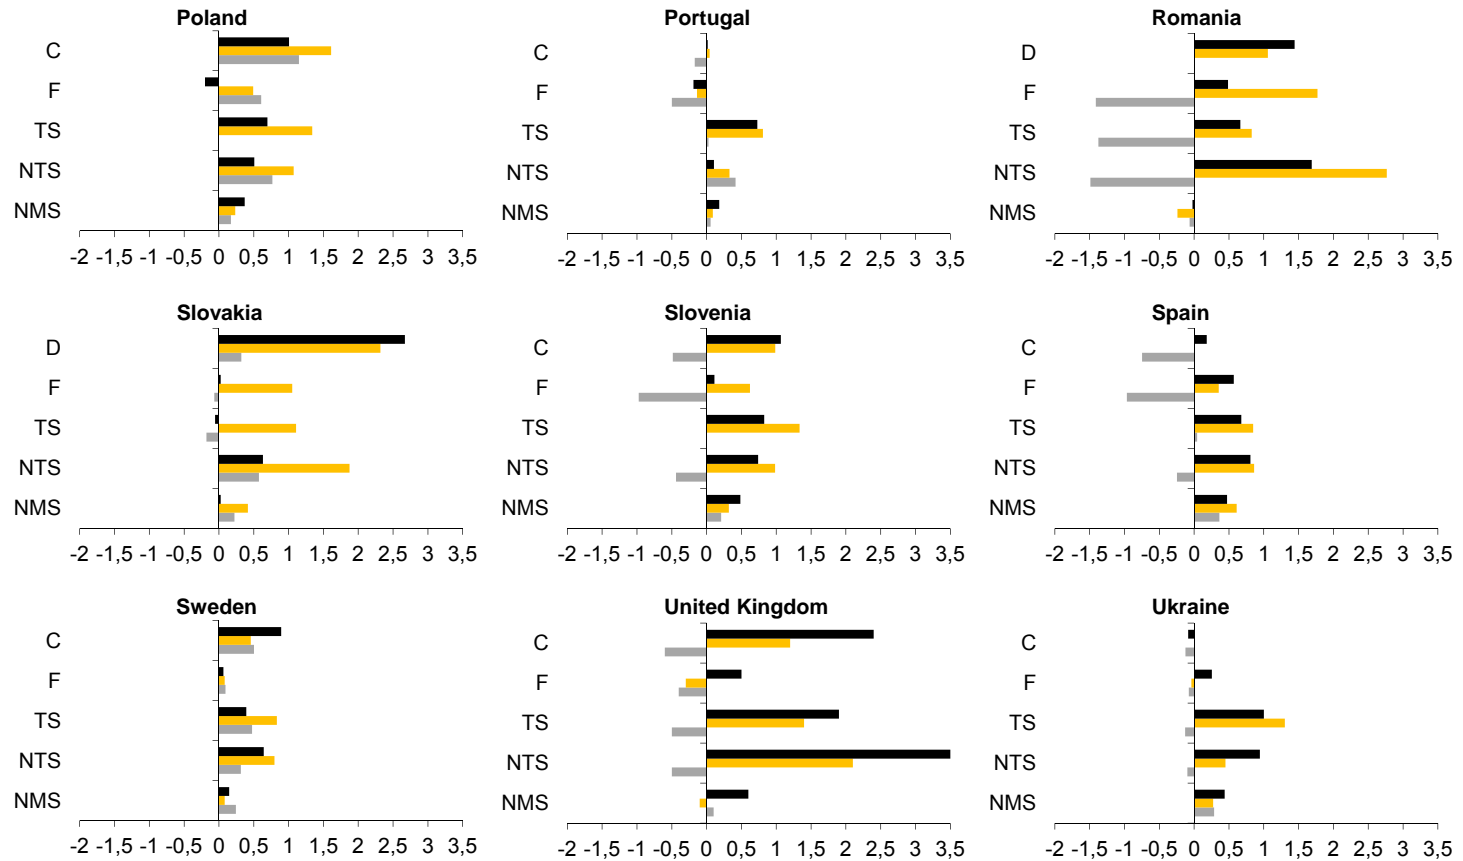 Poland Portugal Romania
C C D
F F F
TS TS TS
NTS NTS NTS
NMS NMS NMS
-2 -1,5 -1 -0,5 0 0,5 1 1,5 2 2,5 3 3,5 -2 -1,5 -1 -0,5 0 0,5 1 1,5 2 2,5 3 3,5 -2 -1,5 -1 -0,5 0 0,5 1 1,5 2 2,5 3 3,5
Slovakia Slovenia Spain
D C C
F F F
TS TS TS
NTS NTS NTS
NMS NMS NMS
-2 -1,5 -1 -0,5 0 0,5 1 1,5 2 2,5 3 3,5 -2 -1,5 -1 -0,5 0 0,5 1 1,5 2 2,5 3 3,5 -2 -1,5 -1 -0,5 0 0,5 1 1,5 2 2,5 3 3,5
Sweden United Kingdom Ukraine
C C C
F F F
TS TS TS
NTS NTS NTS
NMS NMS NMS
-2 -1,5 -1 -0,5 0 0,5 1 1,5 2 2,5 3 3,5 -2 -1,5 -1 -0,5 0 0,5 1 1,5 2 2,5 3 3,5 -2 -1,5 -1 -0,5 0 0,5 1 1,5 2 2,5 3 3,5